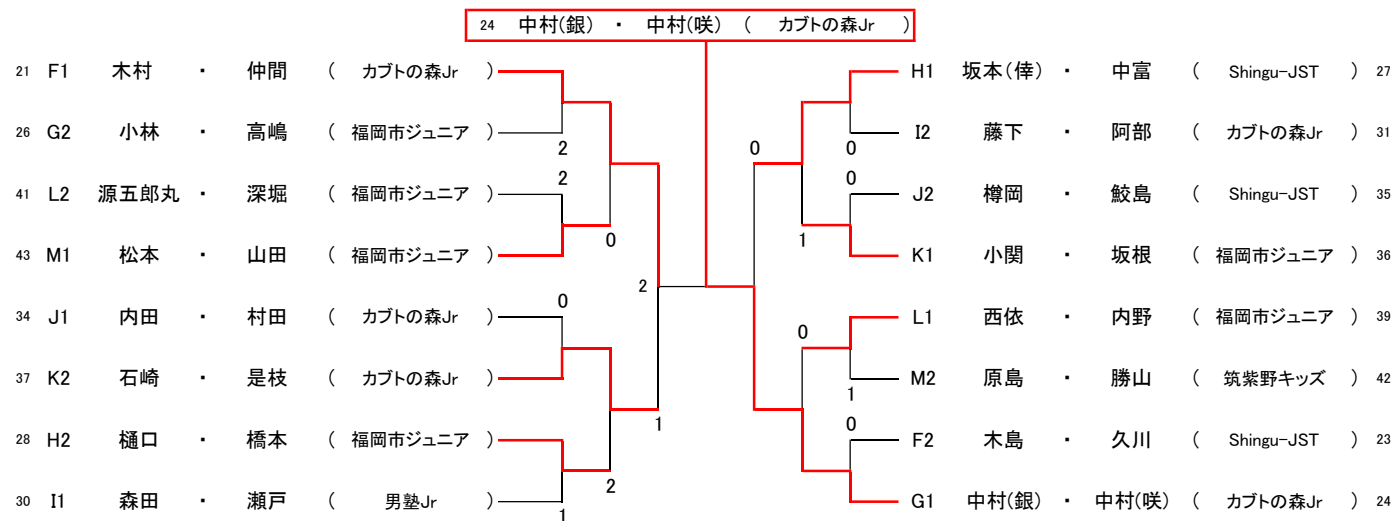 24 中村(銀) ・ 中村(咲) ( カブトの森Jr )
21 F1 木村 ・ 仲間 ( カブトの森Jr ) H1 坂本(倖) ・ 中富 ( Shingu-JST ) 27
26 G2 小林 ・ 高嶋 ( 福岡市ジュニア ) I2 藤下 ・ 阿部 ( カブトの森Jr ) 31
2 0 0
41 L2 源五郎丸 ・ 深堀 ( 福岡市ジュニア ) 2 0 J2 樽岡 ・ 鮫島 ( Shingu-JST ) 35
0 1
43 M1 松本 ・ 山田 ( 福岡市ジュニア ) K1 小関 ・ 坂根 ( 福岡市ジュニア ) 36
2
0
34 J1 内田 ・ 村田 ( カブトの森Jr ) L1 西依 ・ 内野 ( 福岡市ジュニア ) 39
0
37 K2 石崎 ・ 是枝 ( カブトの森Jr ) M2 原島 ・ 勝山 ( 筑紫野キッズ ) 42
1
1 0
28 H2 樋口 ・ 橋本 ( 福岡市ジュニア ) F2 木島 ・ 久川 ( Shingu-JST ) 23
2
30 I1 森田 ・ 瀬戸 ( 男塾Jr ) G1 中村(銀) ・ 中村(咲) ( カブトの森Jr ) 24
1